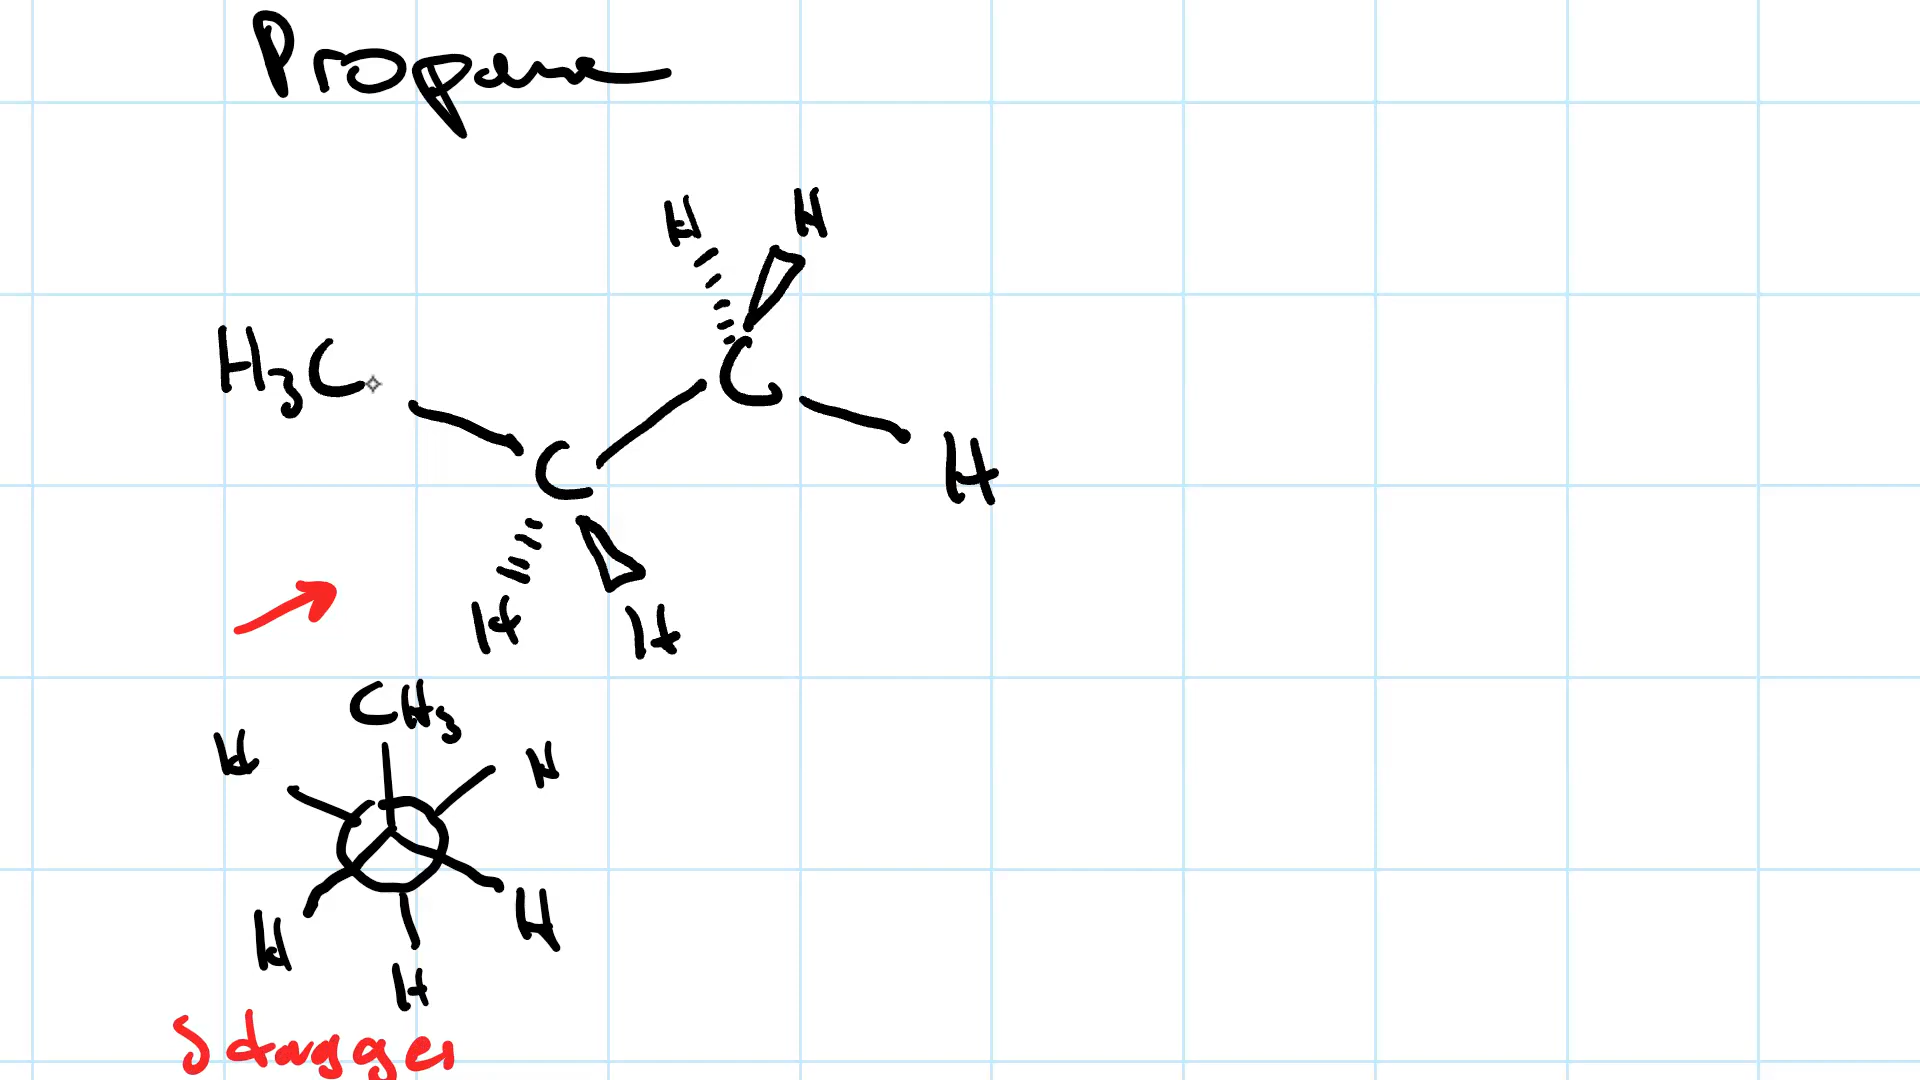 Propane
H H
H₃C C
C H
H H
CH₃
H H
H H
H
Stagger